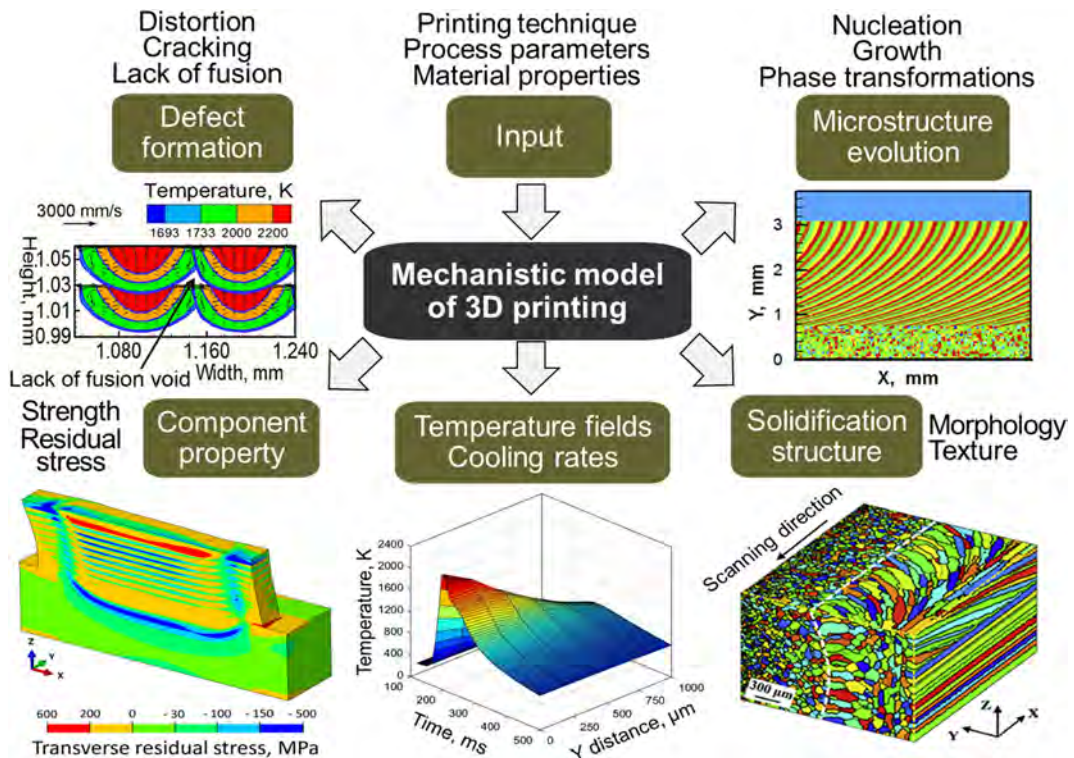 Distortion
Cracking
Lack of fusion
Defect
formation
Printing technique
Process parameters
Material properties
Input
Nucleation
Growth
Phase transformations
Microstructure
evolution
Temperature, K
3000 mm/s
1693 1733 2000 2200
Height, mm
1.05
1.03
1.01
0.99
1.080 1.160 1.240
Lack of fusion void
Width, mm
Mechanistic model
of 3D printing
Y, mm
3
2
1
0
X, mm
Strength
Residual
stress
Component
property
Temperature fields
Cooling rates
Solidification
structure
Morphology
Texture
Z
Y
X
600 200 0 -30 -100 -150 -500
Transverse residual stress, MPa
Temperature, K
2400
2000
1600
1200
800
400
0
100
200
300
400
500
Time, ms
0
250
500
750
1000
Y distance, µm
Scanning direction
300 µm
Z
Y
X